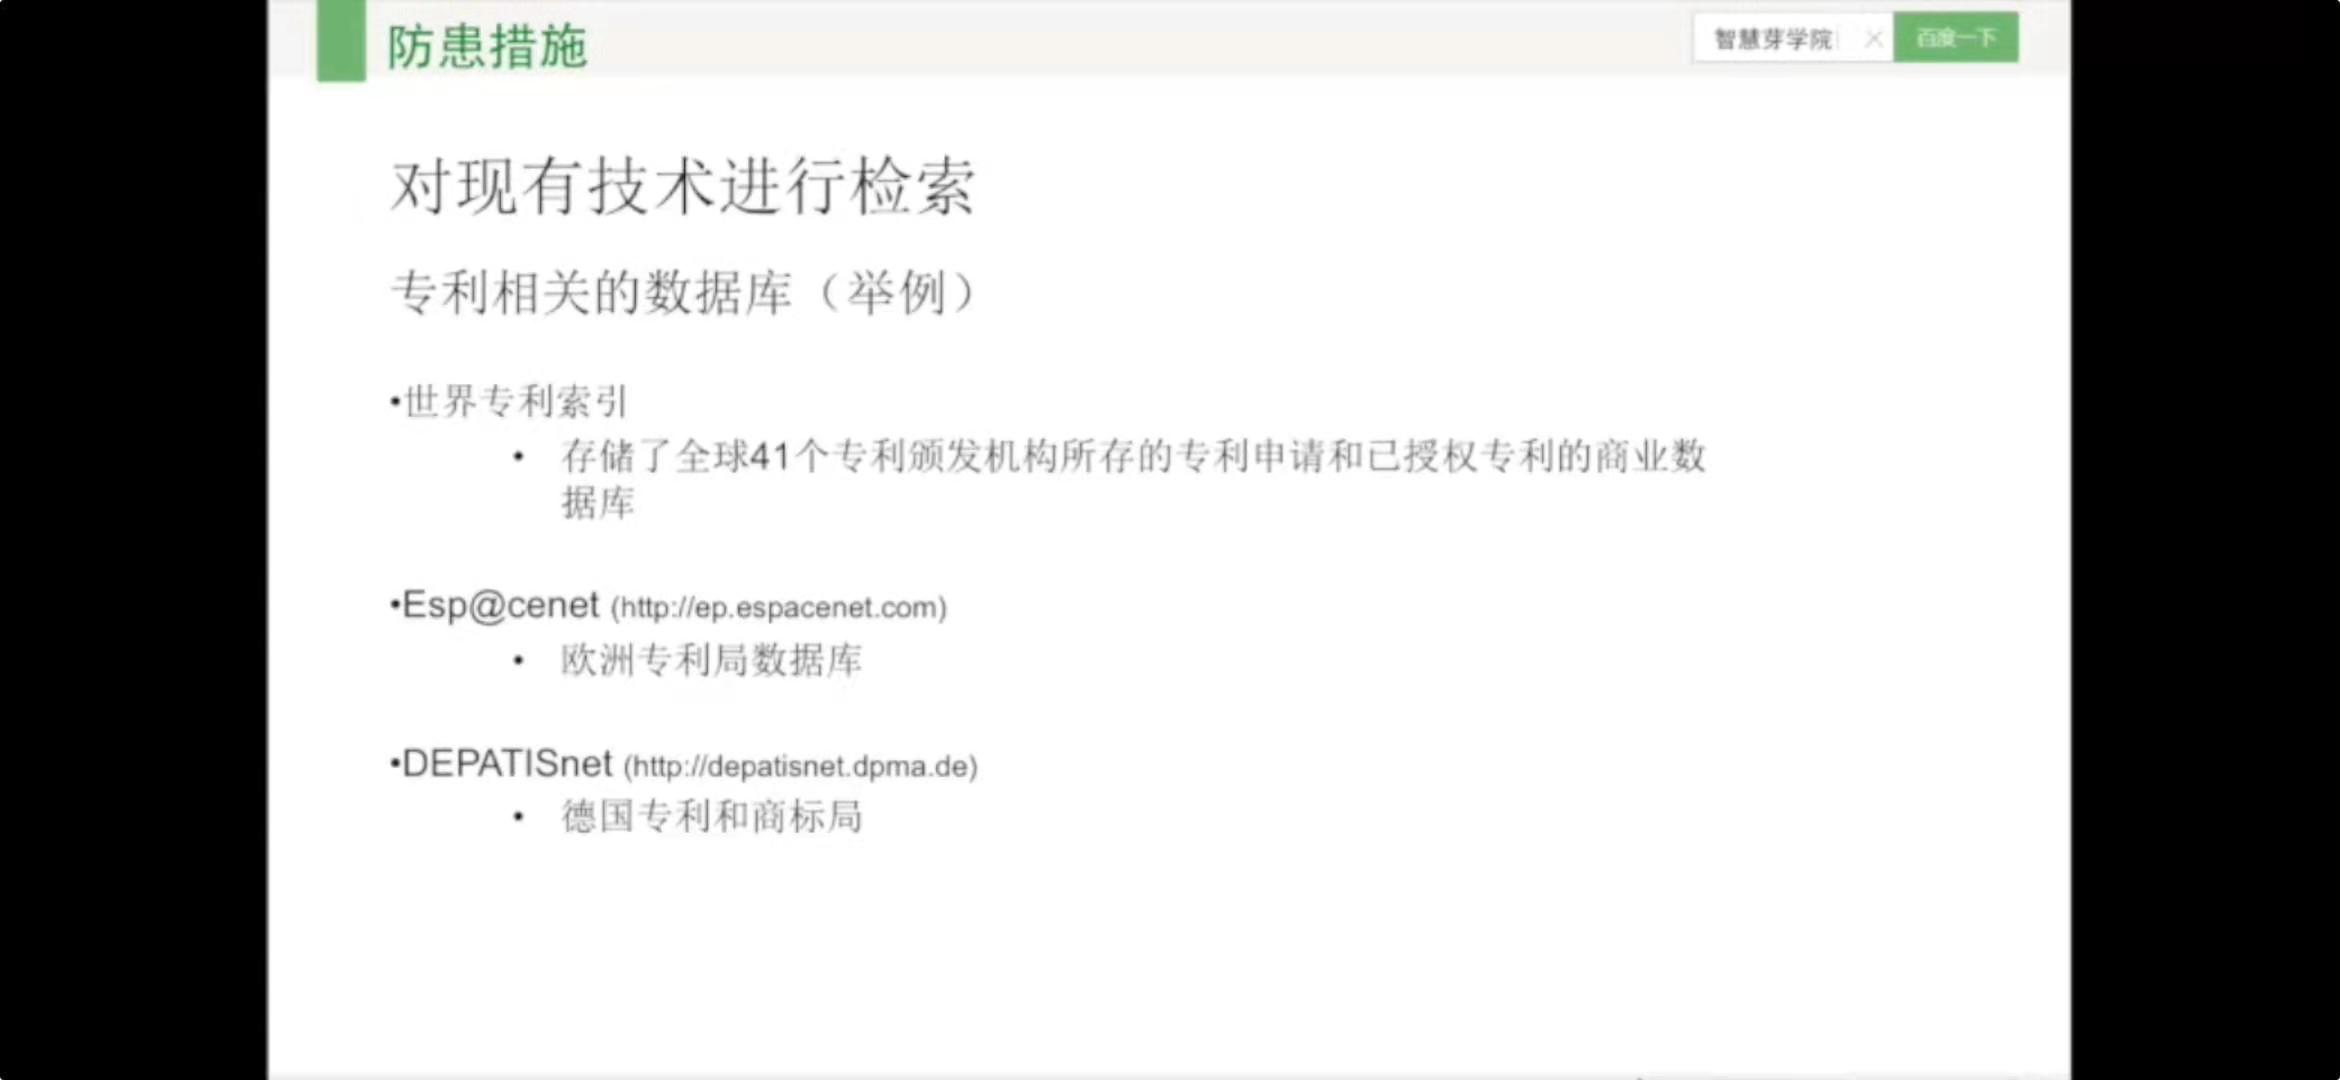 防患措施
智慧芽学院
百度一下
对现有技术进行检索
专利相关的数据库（举例）
•世界专利索引
• 存储了全球41个专利颁发机构所存的专利申请和已授权专利的商业数
据库
•Esp@cenet (http://ep.espacenet.com)
• 欧洲专利局数据库
•DEPATISnet (http://depatisnet.dpma.de)
• 德国专利和商标局